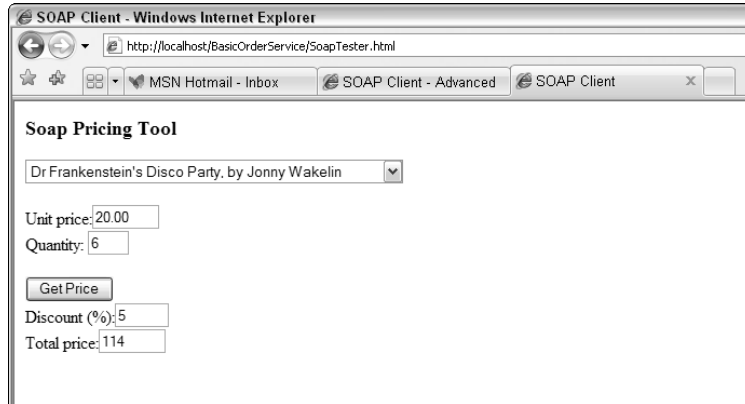 SOAP Client - Windows Internet Explorer
http://localhost/BasicOrderService/SoapTester.html
MSN Hotmail - Inbox
SOAP Client - Advanced
SOAP Client
Soap Pricing Tool
Dr Frankenstein's Disco Party, by Jonny Wakelin
Unit price: 20.00
Quantity: 6
Get Price
Discount (%): 5
Total price: 114